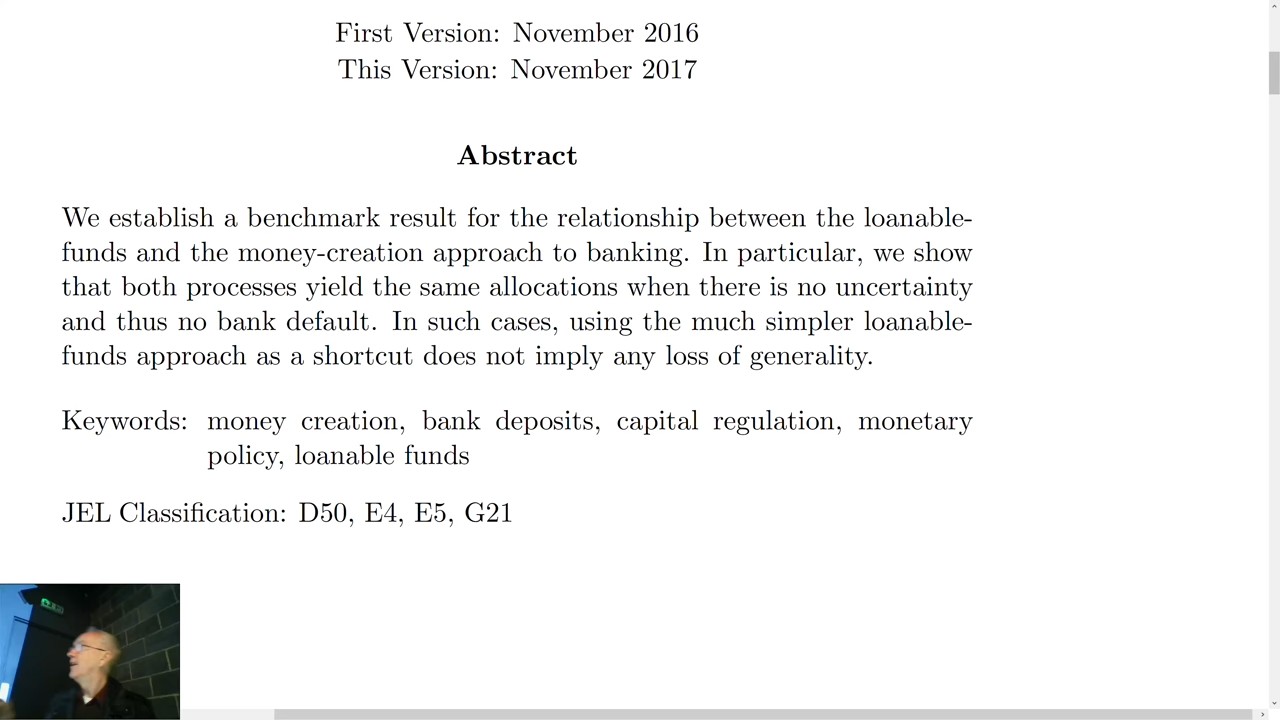 First Version: November 2016
This Version: November 2017
Abstract
We establish a benchmark result for the relationship between the loanable-
funds and the money-creation approach to banking. In particular, we show
that both processes yield the same allocations when there is no uncertainty
and thus no bank default. In such cases, using the much simpler loanable-
funds approach as a shortcut does not imply any loss of generality.
Keywords: money creation, bank deposits, capital regulation, monetary
policy, loanable funds
JEL Classification: D50, E4, E5, G21